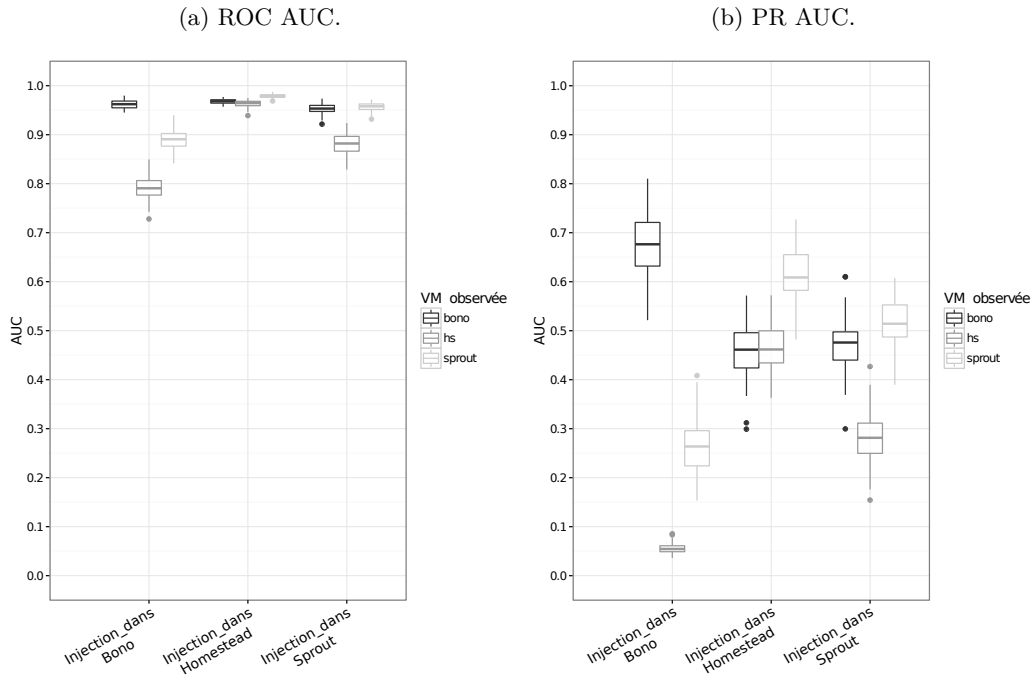 (a) ROC AUC.
1.0
0.9
0.8
0.7
0.6
0.5
0.4
0.3
0.2
0.1
0.0
AUC
Injection_dans
Bono
Injection_dans
Homestead
Injection_dans
Sprout
VM observée
bono
hs
sprout
(b) PR AUC.
1.0
0.9
0.8
0.7
0.6
0.5
0.4
0.3
0.2
0.1
0.0
AUC
Injection_dans
Bono
Injection_dans
Homestead
Injection_dans
Sprout
VM observée
bono
hs
sprout